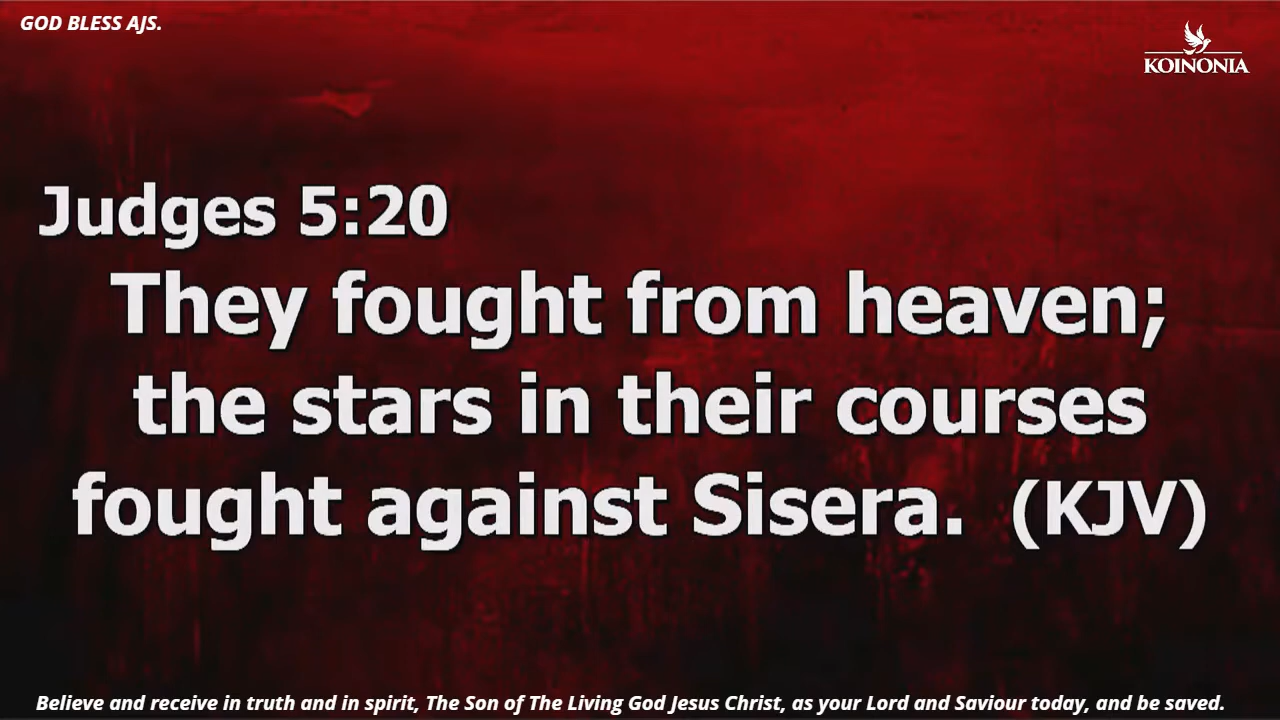 GOD BLESS AJS.
KOINONIA
Judges 5:20
They fought from heaven;
the stars in their courses
fought against Sisera.  (KJV)
Believe and receive in truth and in spirit, The Son of The Living God Jesus Christ, as your Lord and Saviour today, and be saved.